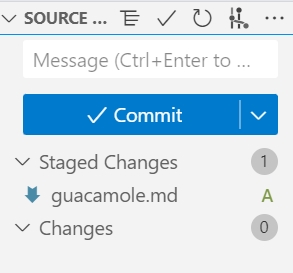 SOURCE ...
Message (Ctrl+Enter to ...
Commit
Staged Changes 1
guacamole.md A
Changes 0